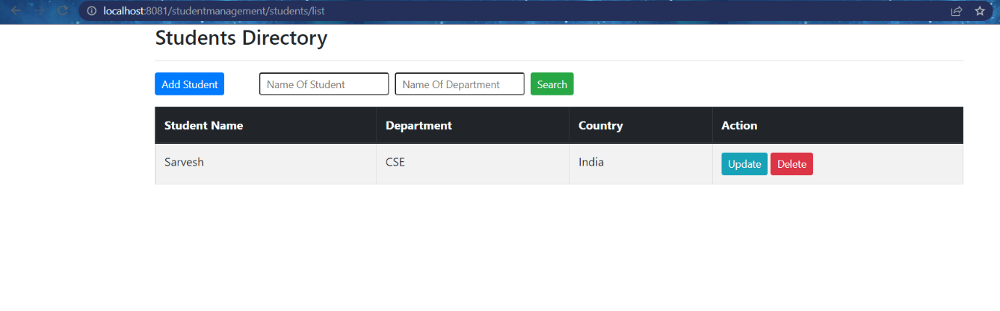 localhost:8081/studentmanagement/students/list
Students Directory
Add Student Name Of Student Name Of Department Search
Student Name Department Country Action
Sarvesh CSE India Update Delete